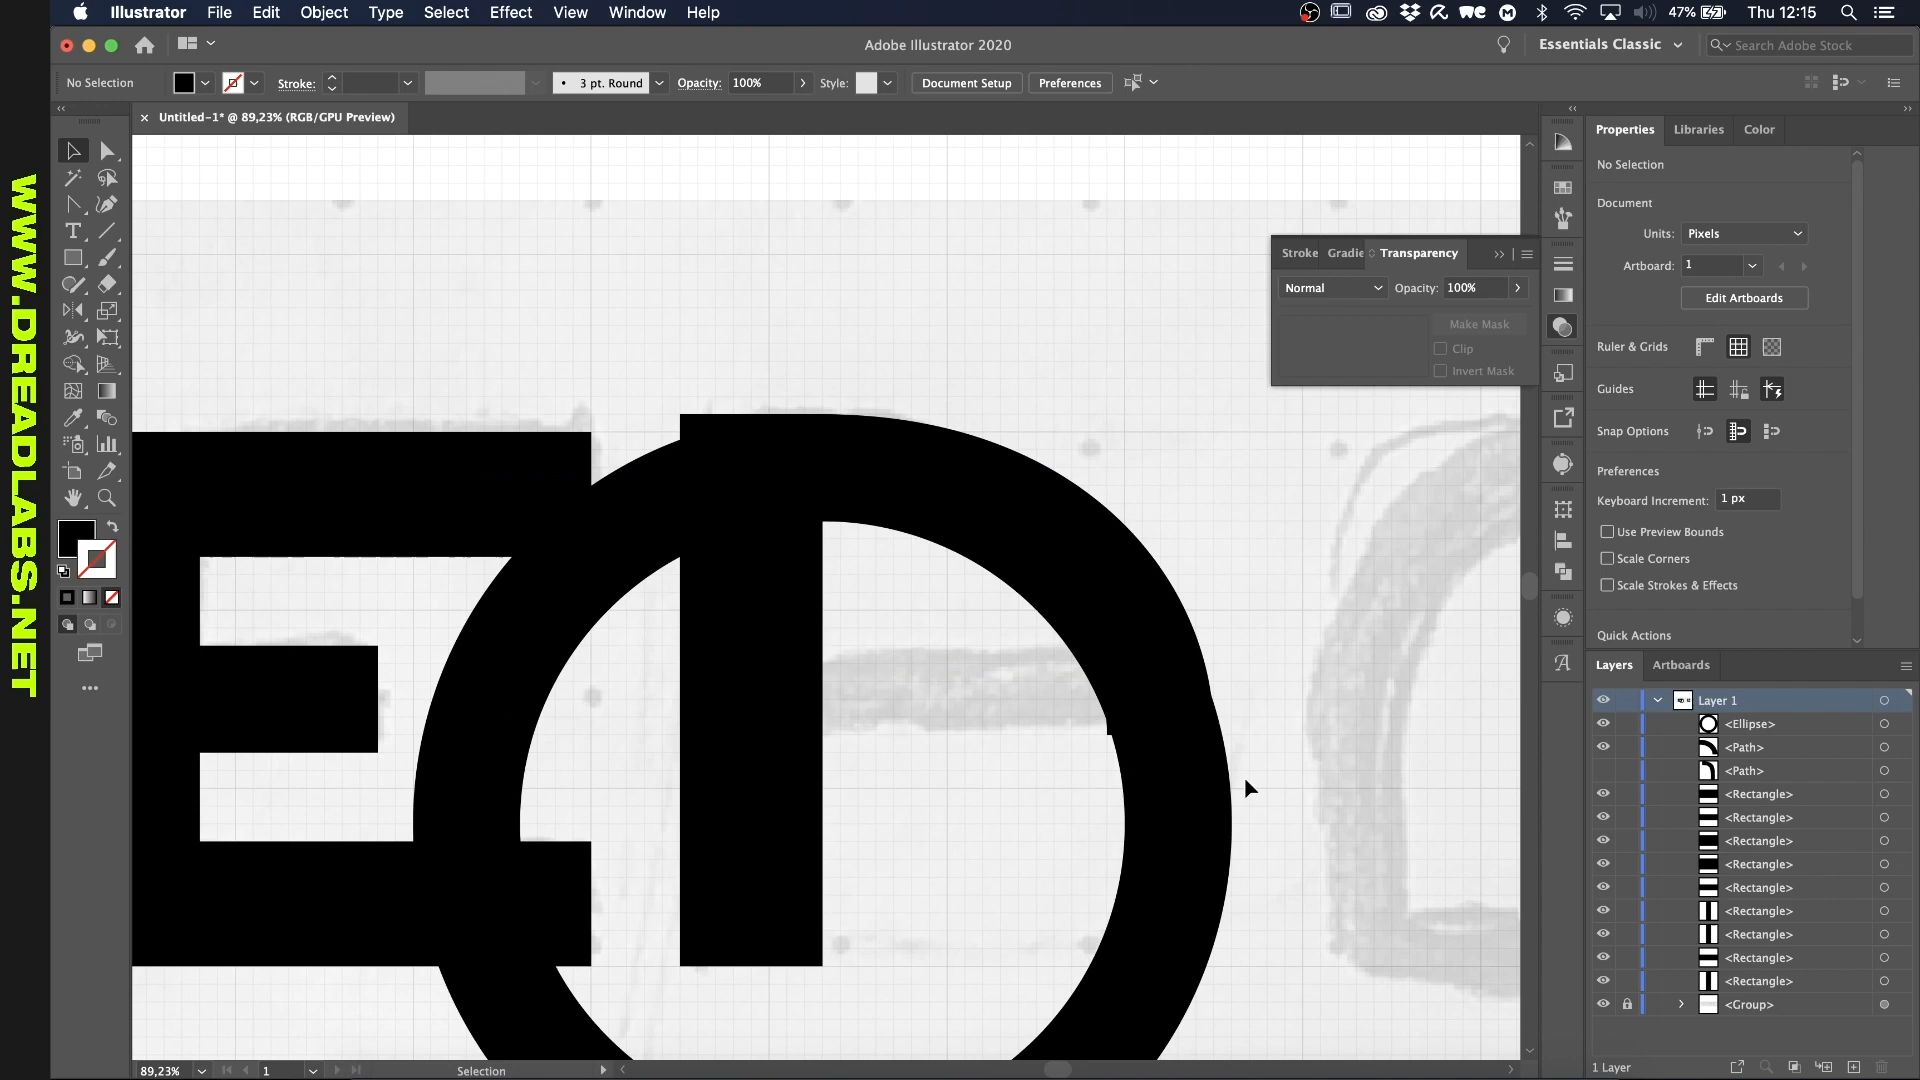 Illustrator File Edit Object Type Select Effect View Window Help 47% Thu 12:15
Adobe Illustrator 2020 Essentials Classic Search Adobe Stock
No Selection Stroke: 3 pt. Round Opacity: 100% Style: Document Setup Preferences
Untitled-1* @ 89,23% (RGB/GPU Preview)
WWW.DREADLABS.NET
Stroke Gradie Transparency
Normal Opacity: 100%
Make Mask
Clip
Invert Mask
Properties Libraries Color
No Selection
Document
Units: Pixels
Artboard: 1
Edit Artboards
Ruler & Grids
Guides
Snap Options
Preferences
Keyboard Increment: 1 px
Use Preview Bounds
Scale Corners
Scale Strokes & Effects
Quick Actions
Layers Artboards
Layer 1
<Ellipse>
<Path>
<Path>
<Rectangle>
<Rectangle>
<Rectangle>
<Rectangle>
<Rectangle>
<Rectangle>
<Rectangle>
<Rectangle>
<Rectangle>
<Group>
1 Layer
89,23% 1 Selection